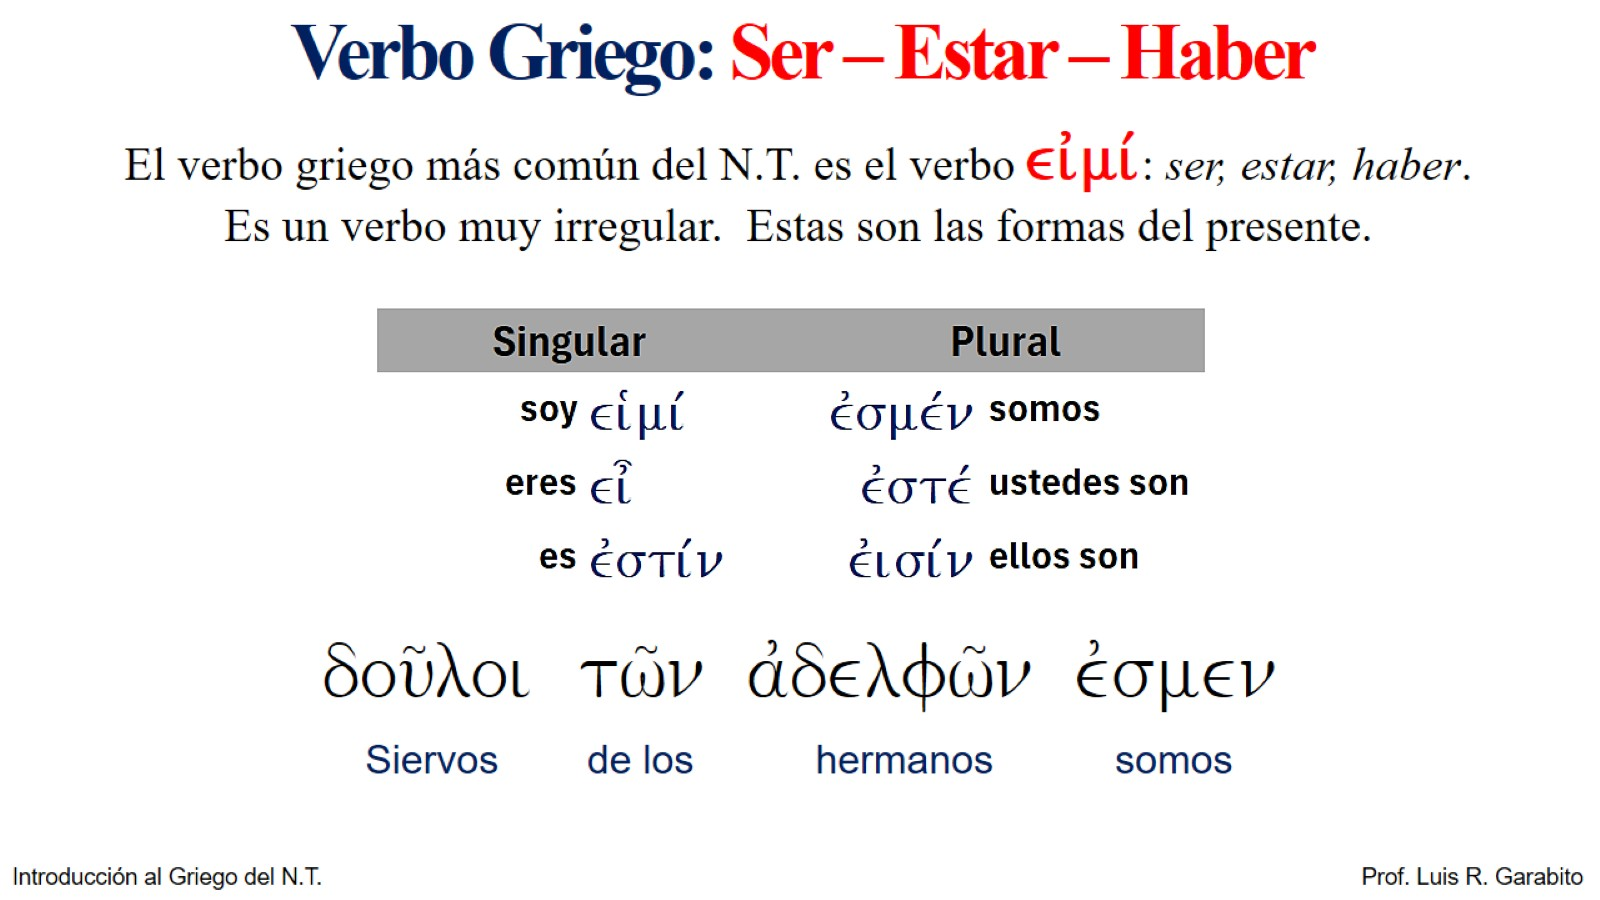 Verbo Griego: Ser – Estar – Haber
El verbo griego más común del N.T. es el verbo εἰμί: ser, estar, haber.
Es un verbo muy irregular. Estas son las formas del presente.
Singular Plural
soy εἱμί ἐσμέν somos
eres εἶ ἐστέ ustedes son
es ἐστίν ἐισίν ellos son
δοῦλοι τῶν ἀδελφῶν ἐσμεν
Siervos de los hermanos somos
Introducción al Griego del N.T. Prof. Luis R. Garabito